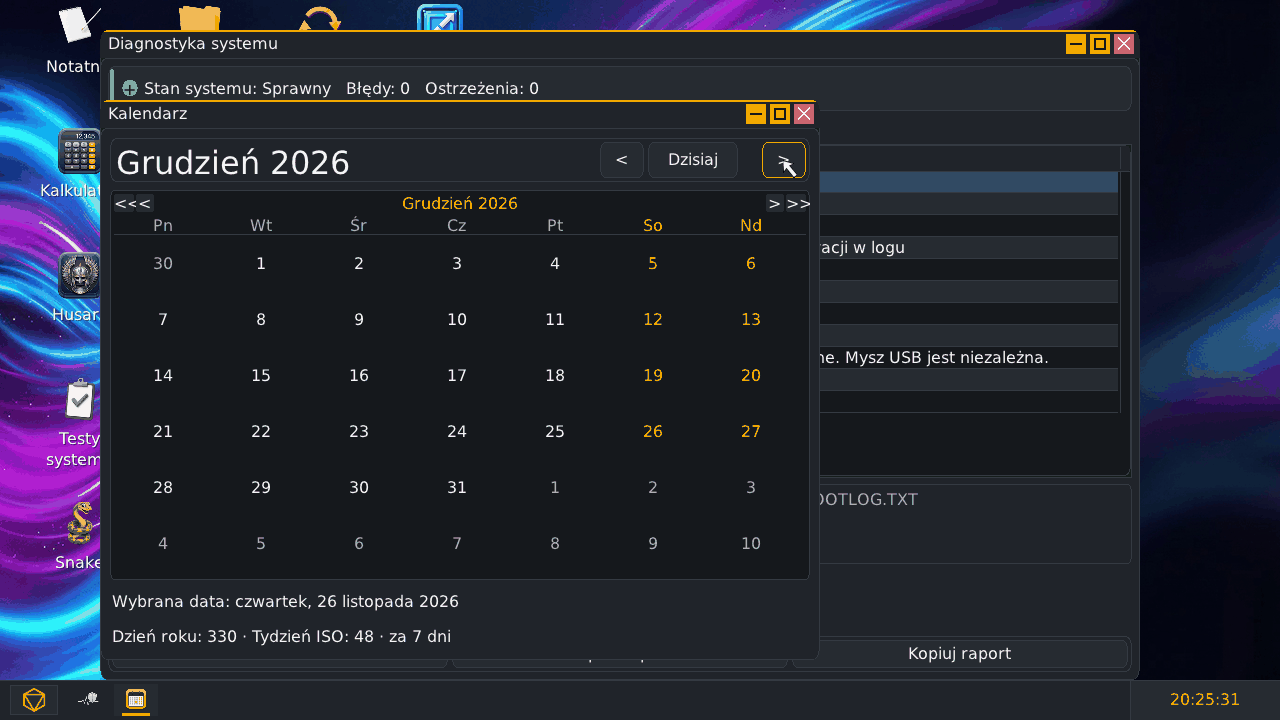 Notatn
Diagnostyka systemu
Stan systemu: Sprawny Błędy: 0 Ostrzeżenia: 0
Kalendarz
Grudzień 2026
< Dzisiaj >
<< < Grudzień 2026 > >>
Pn Wt Śr Cz Pt So Nd
30 1 2 3 4 5 6
7 8 9 10 11 12 13
14 15 16 17 18 19 20
21 22 23 24 25 26 27
28 29 30 31 1 2 3
4 5 6 7 8 9 10
Wybrana data: czwartek, 26 listopada 2026
Dzień roku: 330 · Tydzień ISO: 48 · za 7 dni
12345
Kalkula
Husar
Testy
system
Snake
racji w logu
ne. Mysz USB jest niezależna.
OOTLOG.TXT
Kopiuj raport
20:25:31